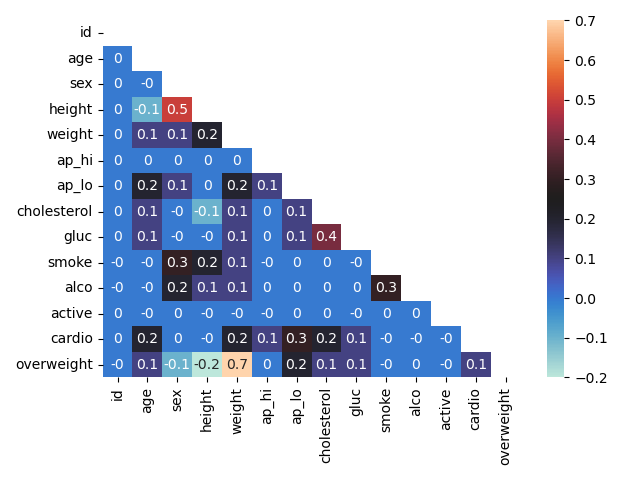 id
age 0
sex 0 -0
height 0 -0.1 0.5
weight 0 0.1 0.1 0.2
ap_hi 0 0 0 0 0
ap_lo 0 0.2 0.1 0 0.2 0.1
cholesterol 0 0.1 -0 -0.1 0.1 0 0.1
gluc 0 0.1 -0 -0 0.1 0 0.1 0.4
smoke -0 -0 0.3 0.2 0.1 -0 0 0 -0
alco -0 -0 0.2 0.1 0.1 0 0 0 0 0.3
active -0 -0 0 -0 -0 -0 0 0 -0 0 0
cardio -0 0.2 0 -0 0.2 0.1 0.3 0.2 0.1 -0 -0 -0
overweight -0 0.1 -0.1 -0.2 0.7 0 0.2 0.1 0.1 -0 0 -0 0.1
id age sex height weight ap_hi ap_lo cholesterol gluc smoke alco active cardio overweight
0.7
0.6
0.5
0.4
0.3
0.2
0.1
0.0
−0.1
−0.2